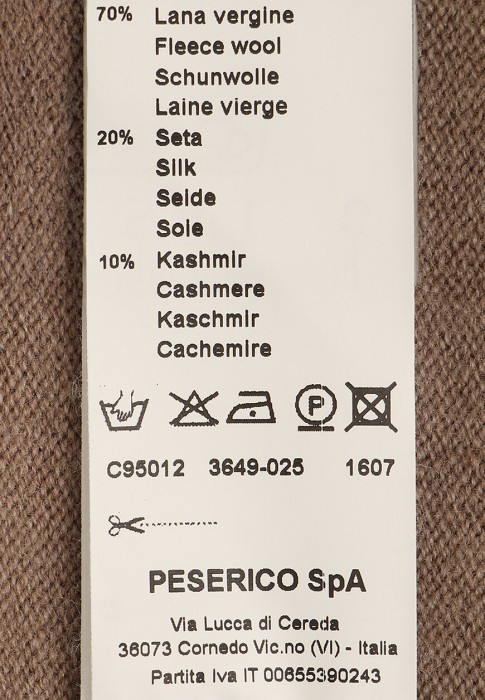 70% Lana vergine
Fleece wool
Schunwolle
Laine vierge
20% Seta
Silk
Seide
Soie
10% Kashmir
Cashmere
Kaschmir
Cachemire
P
C95012 3649-025 1607
PESERICO SpA
Via Lucca di Cereda
36073 Cornedo Vic.no (VI) - Italia
Partita Iva IT 00655390243